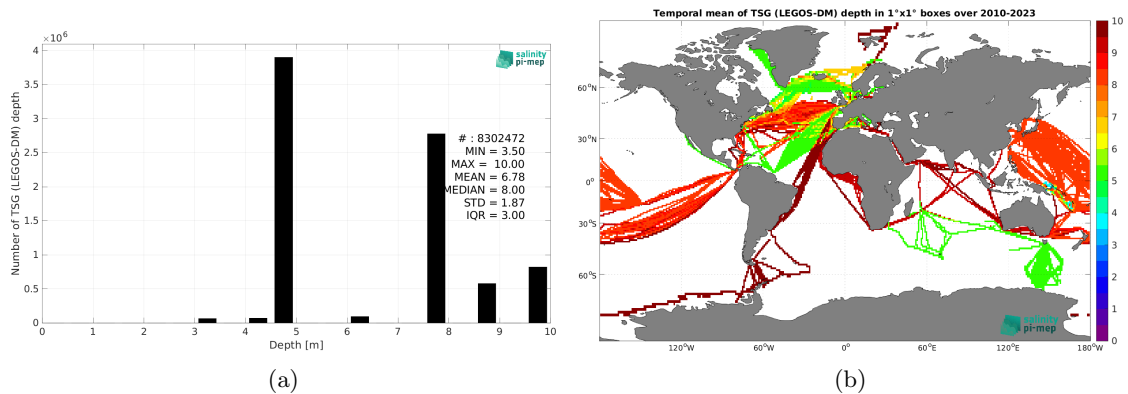 ×10⁶
4
3.5
3
2.5
2
1.5
1
0.5
0
Number of TSG (LEGOS-DM) depth
salinity
pi-mep
# : 8302472
MIN = 3.50
MAX = 10.00
MEAN = 6.78
MEDIAN = 8.00
STD = 1.87
IQR = 3.00
0 1 2 3 4 5 6 7 8 9 10
Depth [m]
(a)
Temporal mean of TSG (LEGOS-DM) depth in 1°x1° boxes over 2010-2023
60°N
30°N
0°
30°S
60°S
120°W 60°W 0° 60°E 120°E 180°W
salinity
pi-mep
10
9
8
7
6
5
4
3
2
1
0
(b)